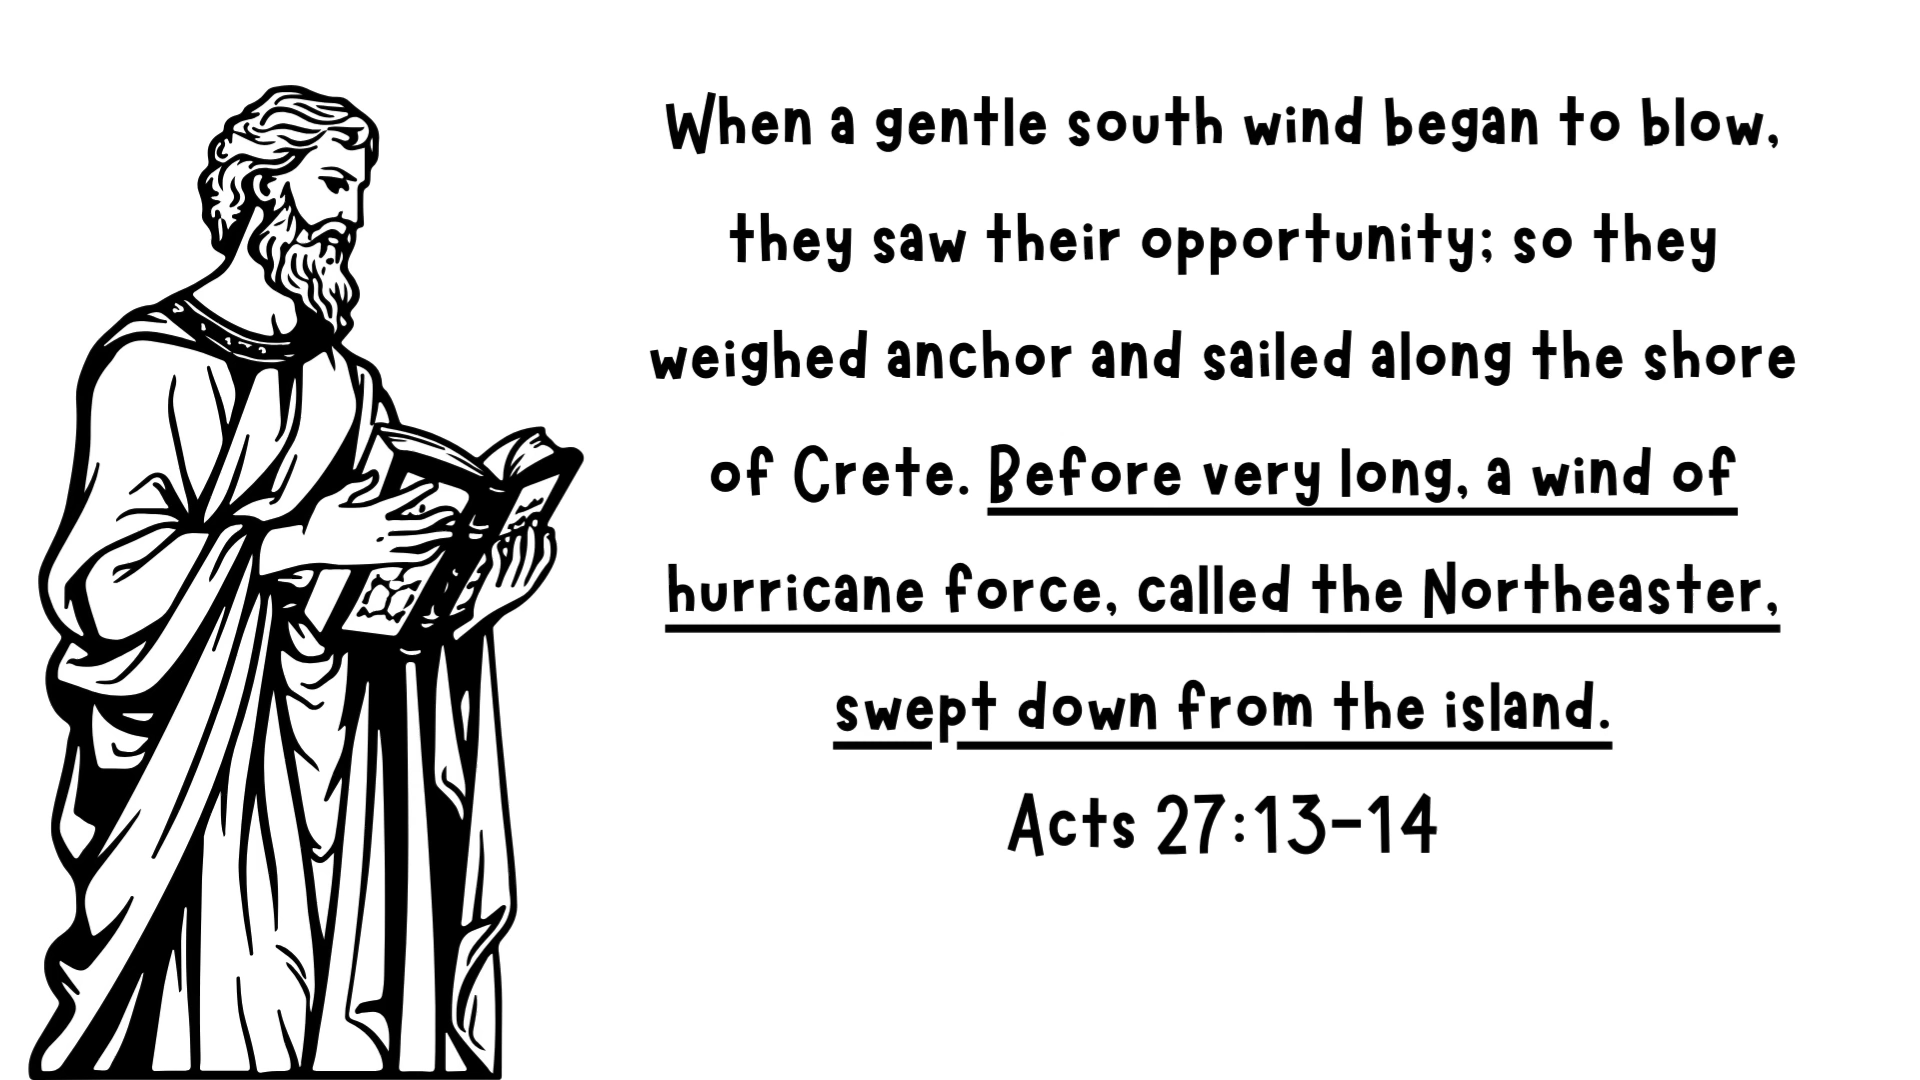 When a gentle south wind began to blow,
they saw their opportunity; so they
weighed anchor and sailed along the shore
of Crete. Before very long, a wind of
hurricane force, called the Northeaster,
swept down from the island.
Acts 27:13-14